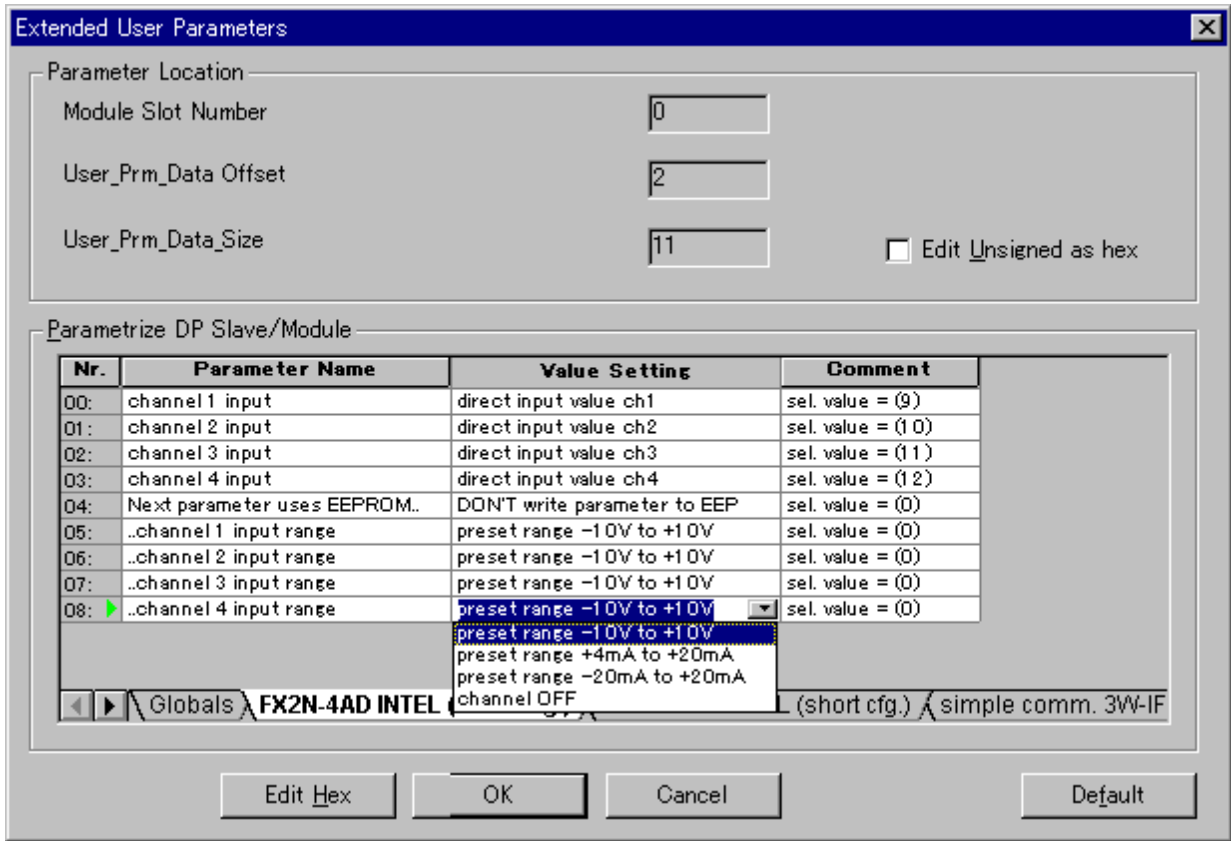 Extended User Parameters
Parameter Location
Module Slot Number 0
User_Prm_Data Offset 2
User_Prm_Data_Size 11 Edit Unsigned as hex
Parametrize DP Slave/Module
Nr. Parameter Name Value Setting Comment
00: channel 1 input direct input value ch1 sel. value = (9)
01: channel 2 input direct input value ch2 sel. value = (10)
02: channel 3 input direct input value ch3 sel. value = (11)
03: channel 4 input direct input value ch4 sel. value = (12)
04: Next parameter uses EEPROM.. DON'T write parameter to EEP sel. value = (0)
05: ..channel 1 input range preset range -10V to +10V sel. value = (0)
06: ..channel 2 input range preset range -10V to +10V sel. value = (0)
07: ..channel 3 input range preset range -10V to +10V sel. value = (0)
08: ..channel 4 input range preset range -10V to +10V sel. value = (0)
preset range -10V to +10V
preset range +4mA to +20mA
preset range -20mA to +20mA
channel OFF
Globals FX2N-4AD INTEL (short cfg.) simple comm. 3W-IF
Edit Hex OK Cancel Default